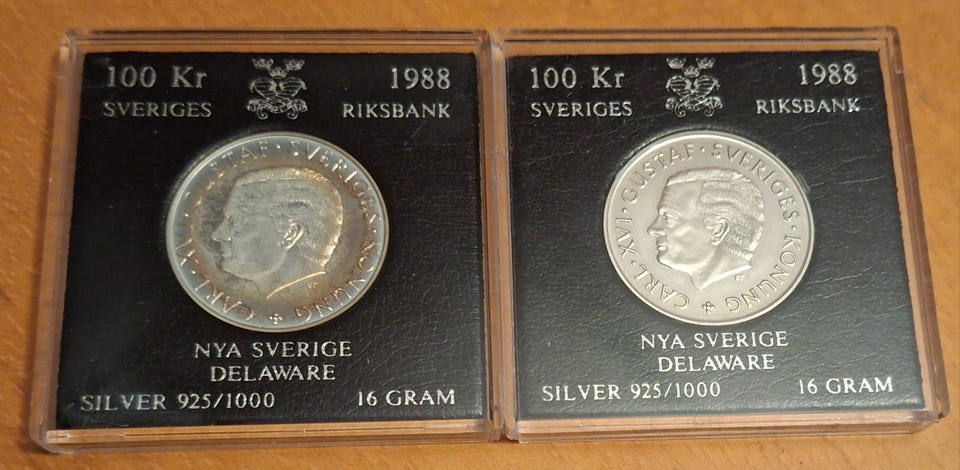 100 Kr 1988
SVERIGES RIKSBANK
CARL · XVI · GUSTAF · SVERIGES · KONUNG
NYA SVERIGE
DELAWARE
SILVER 925/1000 16 GRAM
100 Kr 1988
SVERIGES RIKSBANK
CARL · XVI · GUSTAF · SVERIGES · KONUNG
NYA SVERIGE
DELAWARE
SILVER 925/1000 16 GRAM